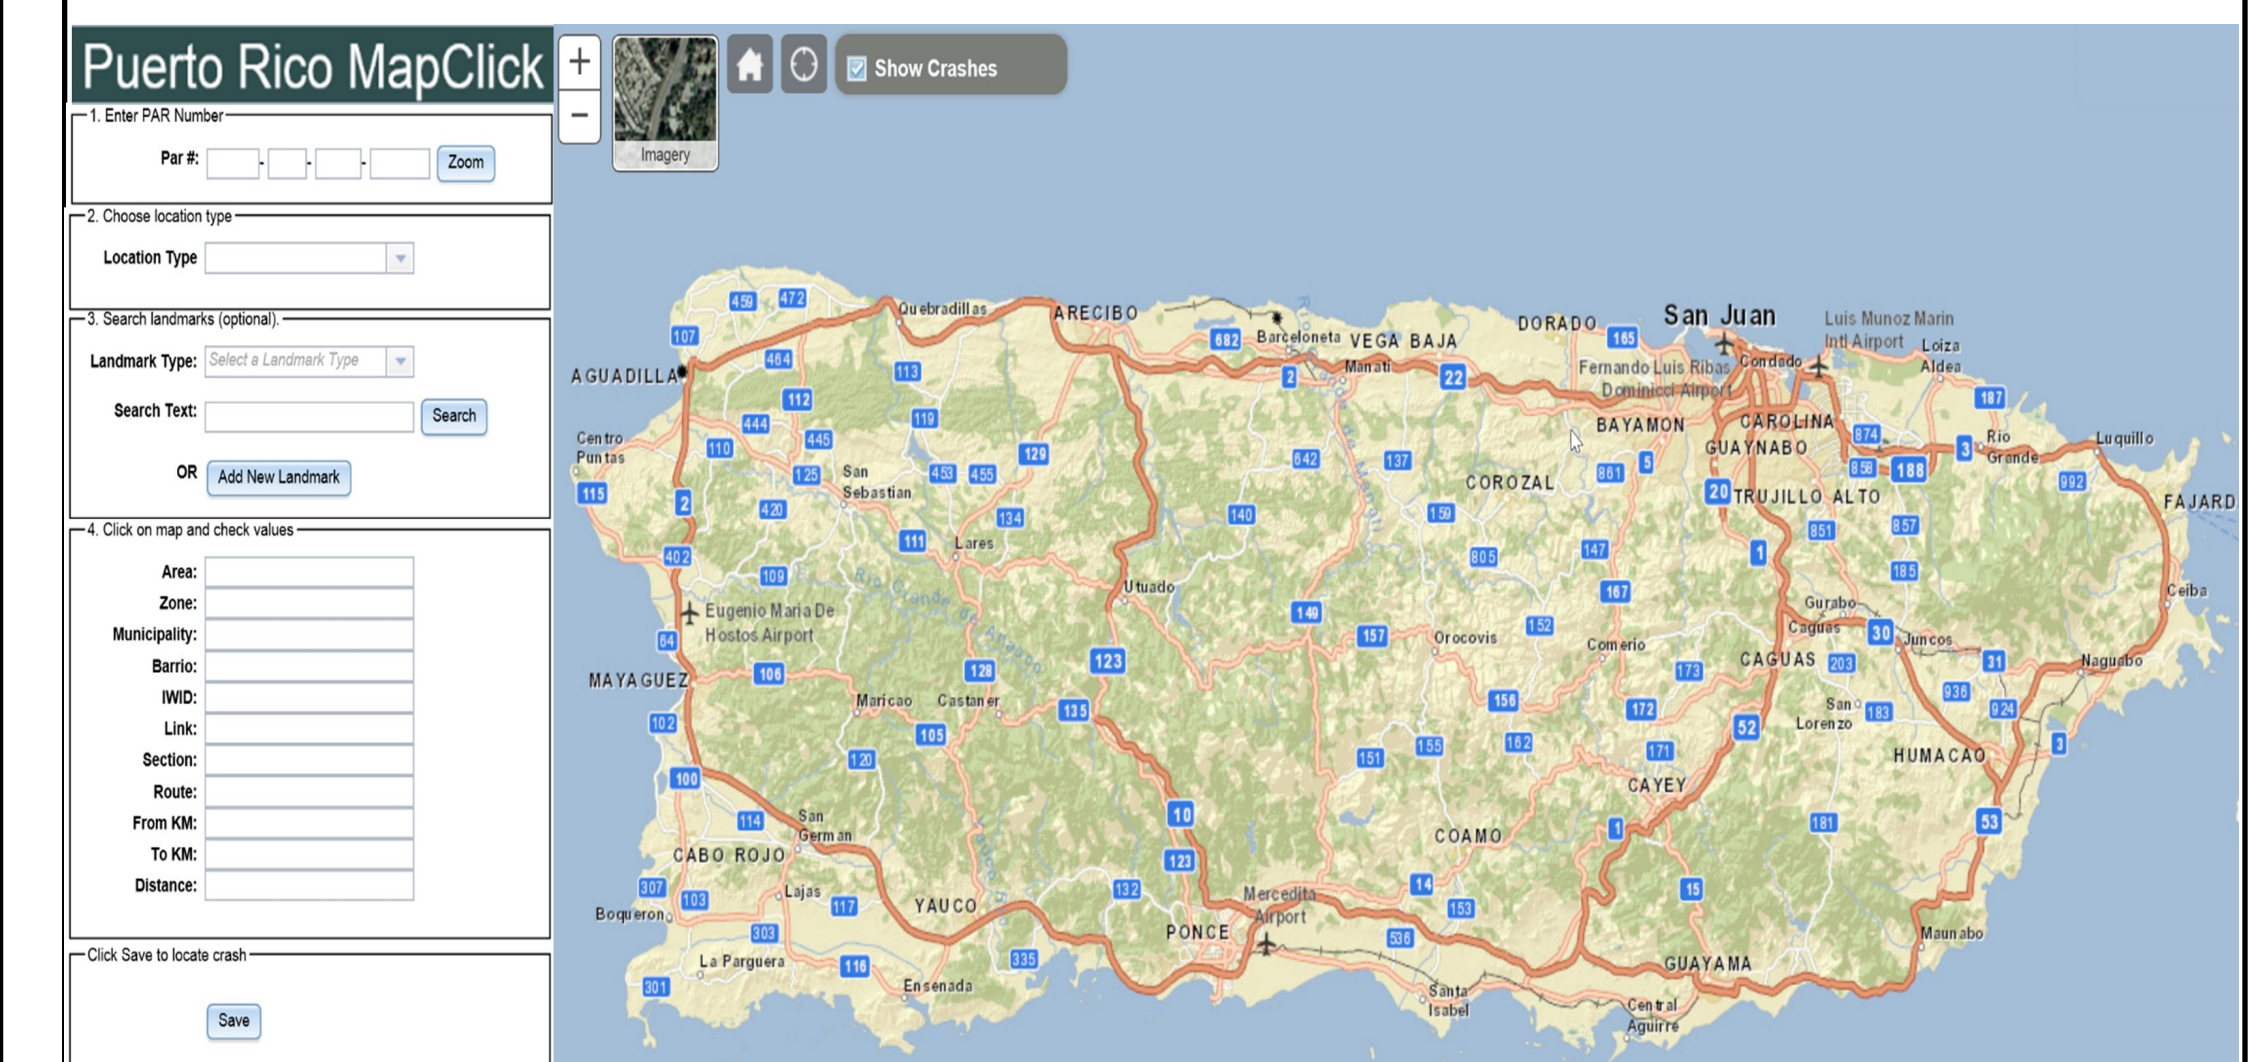 Puerto Rico MapClick
1. Enter PAR Number
Par #:
-
-
-
Zoom
2. Choose location type
Location Type
3. Search landmarks (optional).
Landmark Type:
Select a Landmark Type
Search Text:
Search
OR
Add New Landmark
4. Click on map and check values
Area:
Zone:
Municipality:
Barrio:
IWID:
Link:
Section:
Route:
From KM:
To KM:
Distance:
Click Save to locate crash
Save
+
−
Imagery
Show Crashes
459
472
Quebradillas
ARECIBO
107
682
Barceloneta
VEGA BAJA
DORADO
165
San Juan
Luis Munoz Marin
Intl Airport
Loiza
Aldea
464
113
AGUADILLA
2
Manati
22
Fernando Luis Ribas
Dominicci Airport
Condado
187
112
444
119
445
BAYAMON
CAROLINA
874
GUAYNABO
3
Rio
Grande
Luquillo
Centro
Puntas
110
129
125
San
Sebastian
453
455
642
137
COROZAL
861
5
858
188
992
115
2
420
134
140
159
20
TRUJILLO ALTO
FAJARD
851
857
402
111
Lares
805
147
1
185
109
Rio Grande de Anasco
Utuado
167
Ceiba
Eugenio Maria De
Hostos Airport
149
Gurabo
Caguas
30
Juncos
64
157
Orocovis
152
Comerio
MAYAGUEZ
106
128
123
173
CAGUAS
203
31
Naguabo
Maricao
Castaner
135
156
172
936
102
105
San
Lorenzo
183
924
52
120
151
155
162
171
HUMACAO
3
100
CAYEY
114
San
German
10
COAMO
1
181
53
CABO ROJO
123
307
103
Lajas
117
132
Mercedita
Airport
14
153
15
Boqueron
YAUCO
303
PONCE
536
Maunabo
La Parguera
116
335
GUAYAMA
301
Ensenada
Santa
Isabel
Central
Aguirre